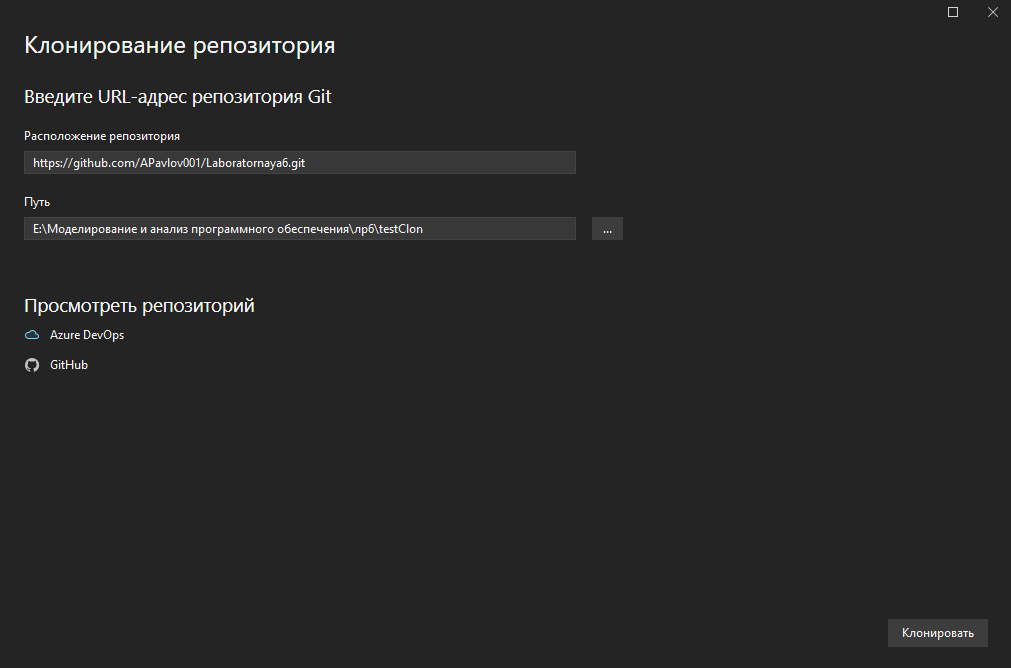 Клонирование репозитория
Введите URL-адрес репозитория Git
Расположение репозитория
https://github.com/APavlov001/Laboratornaya6.git
Путь
E:\Моделирование и анализ программного обеспечения\лр6\testClon
...
Просмотреть репозиторий
Azure DevOps
GitHub
Клонировать